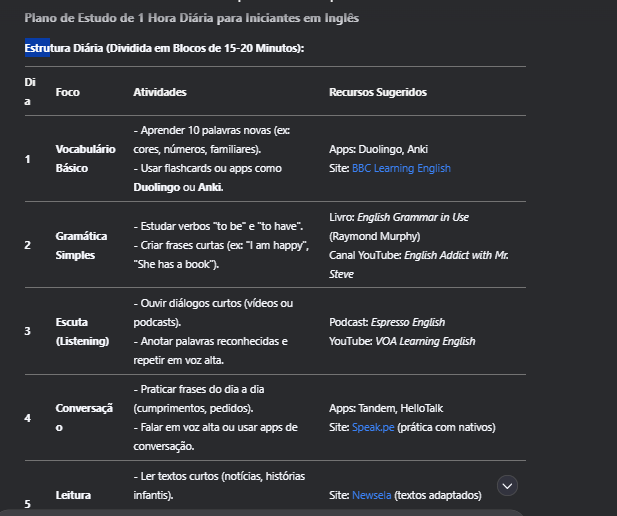 Plano de Estudo de 1 Hora Diária para Iniciantes em Inglês
Estrutura Diária (Dividida em Blocos de 15-20 Minutos):
Di
a
Foco
Atividades
Recursos Sugeridos
1
Vocabulário
Básico
- Aprender 10 palavras novas (ex:
cores, números, familiares).
- Usar flashcards ou apps como
Duolingo ou Anki.
Apps: Duolingo, Anki
Site: BBC Learning English
2
Gramática
Simples
- Estudar verbos "to be" e "to have".
- Criar frases curtas (ex: "I am happy",
"She has a book").
Livro: English Grammar in Use
(Raymond Murphy)
Canal YouTube: English Addict with Mr.
Steve
3
Escuta
(Listening)
- Ouvir diálogos curtos (vídeos ou
podcasts).
- Anotar palavras reconhecidas e
repetir em voz alta.
Podcast: Espresso English
YouTube: VOA Learning English
4
Conversaçã
o
- Praticar frases do dia a dia
(cumprimentos, pedidos).
- Falar em voz alta ou usar apps de
conversação.
Apps: Tandem, HelloTalk
Site: Speak.pe (prática com nativos)
5
Leitura
- Ler textos curtos (notícias, histórias
infantis).
Site: Newsela (textos adaptados)